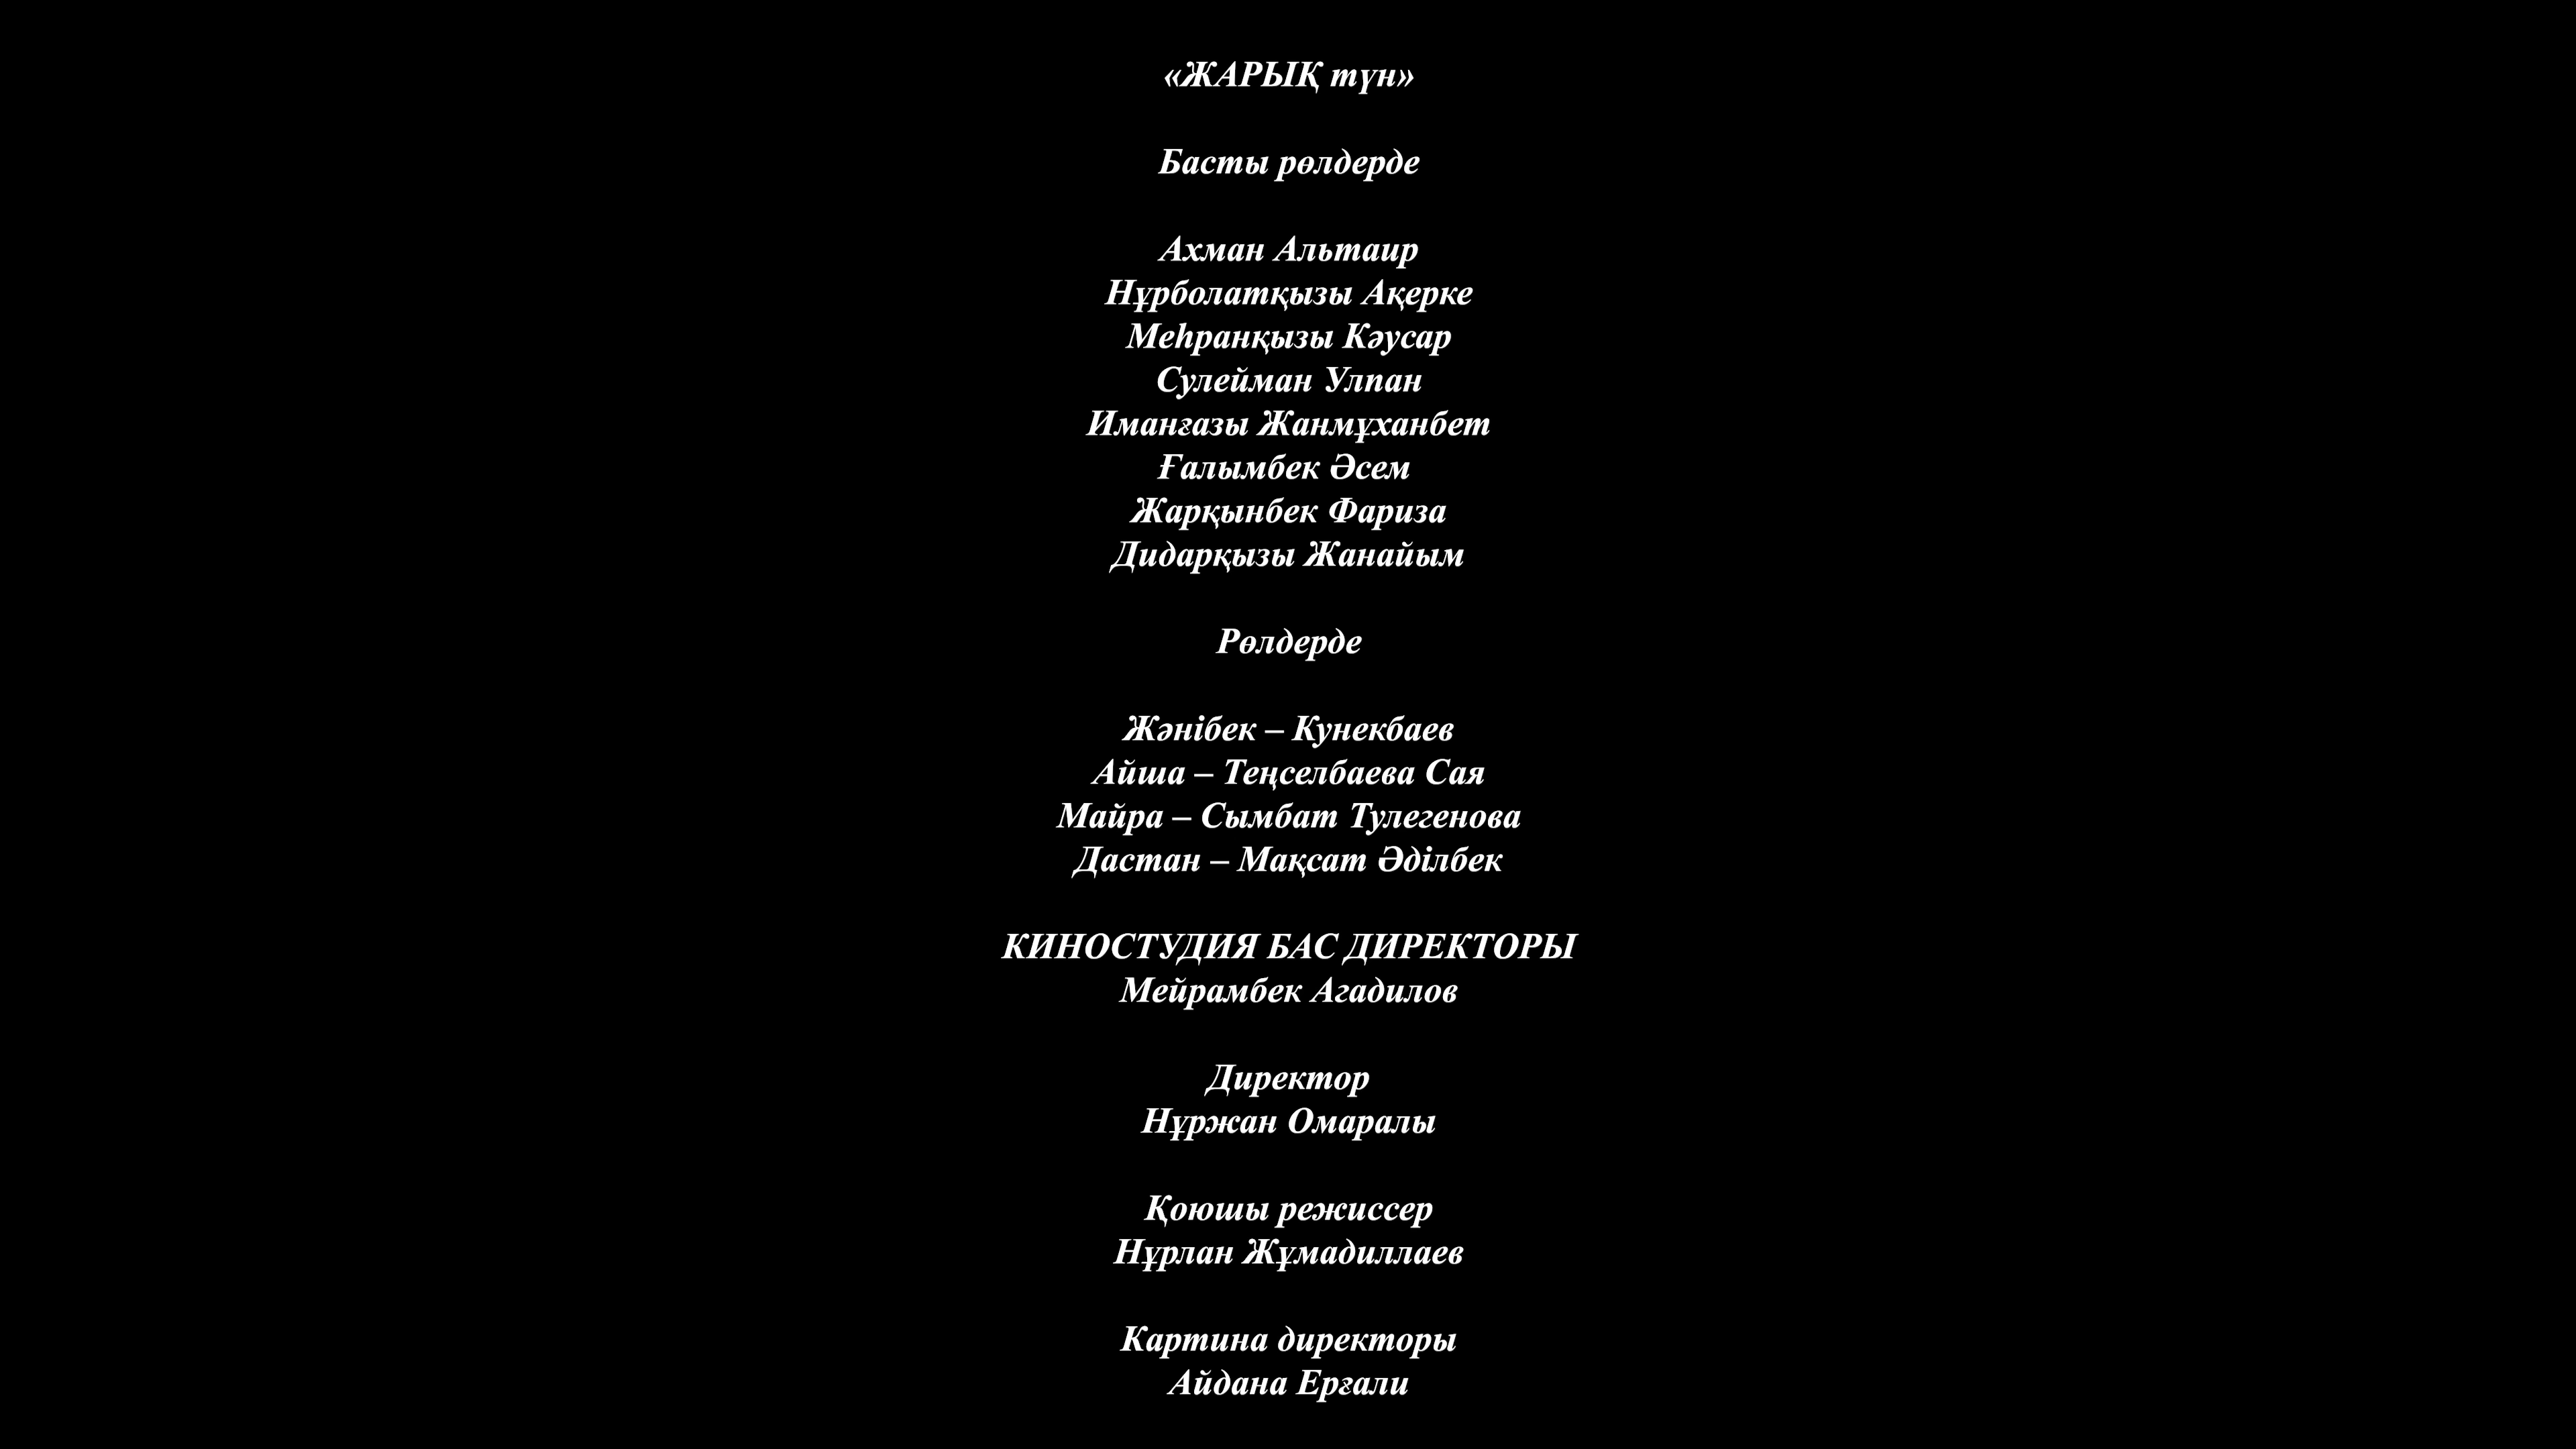 «ЖАРЫҚ түн»
Басты рөлдерде
Ахман Альтаир
Нұрболатқызы Ақерке
Меһранқызы Кәусар
Сулейман Улпан
Иманғазы Жанмұханбет
Ғалымбек Әсем
Жарқынбек Фариза
Дидарқызы Жанайым
Рөлдерде
Жәнібек – Кунекбаев
Айша – Теңселбаева Сая
Майра – Сымбат Тулегенова
Дастан – Мақсат Әділбек
КИНОСТУДИЯ БАС ДИРЕКТОРЫ
Мейрамбек Агадилов
Директор
Нұржан Омаралы
Қоюшы режиссер
Нұрлан Жұмадиллаев
Картина директоры
Айдана Ерғали